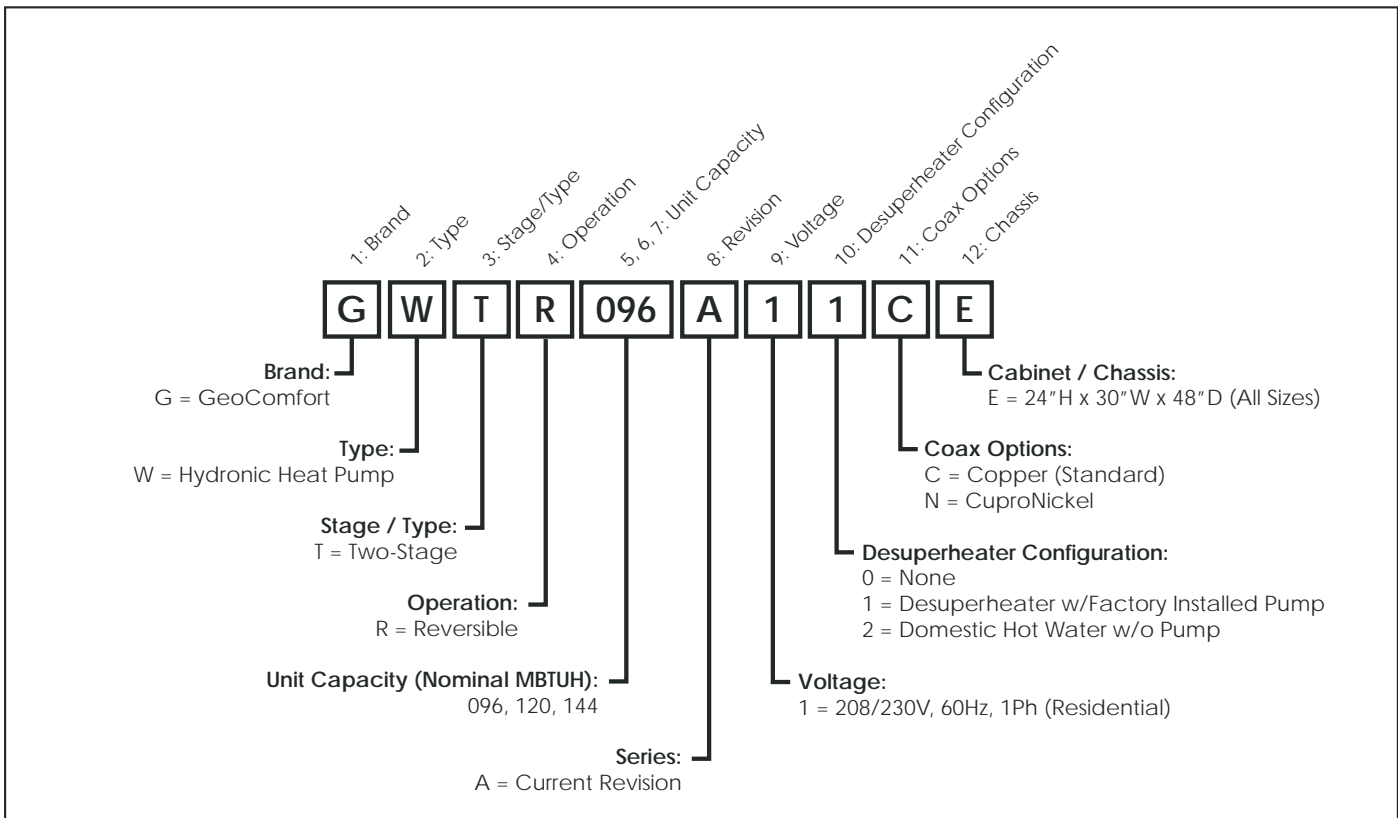 1: Brand
2: Type
3: Stage/Type
4: Operation
5, 6, 7: Unit Capacity
8: Revision
9: Voltage
10: Desuperheater Configuration
11: Coax Options
12: Chassis
G W T R 096 A 1 1 C E
Brand:
G = GeoComfort
Type:
W = Hydronic Heat Pump
Stage / Type:
T = Two-Stage
Operation:
R = Reversible
Unit Capacity (Nominal MBTUH):
096, 120, 144
Series:
A = Current Revision
Cabinet / Chassis:
E = 24"H x 30"W x 48"D (All Sizes)
Coax Options:
C = Copper (Standard)
N = CuproNickel
Desuperheater Configuration:
0 = None
1 = Desuperheater w/Factory Installed Pump
2 = Domestic Hot Water w/o Pump
Voltage:
1 = 208/230V, 60Hz, 1Ph (Residential)